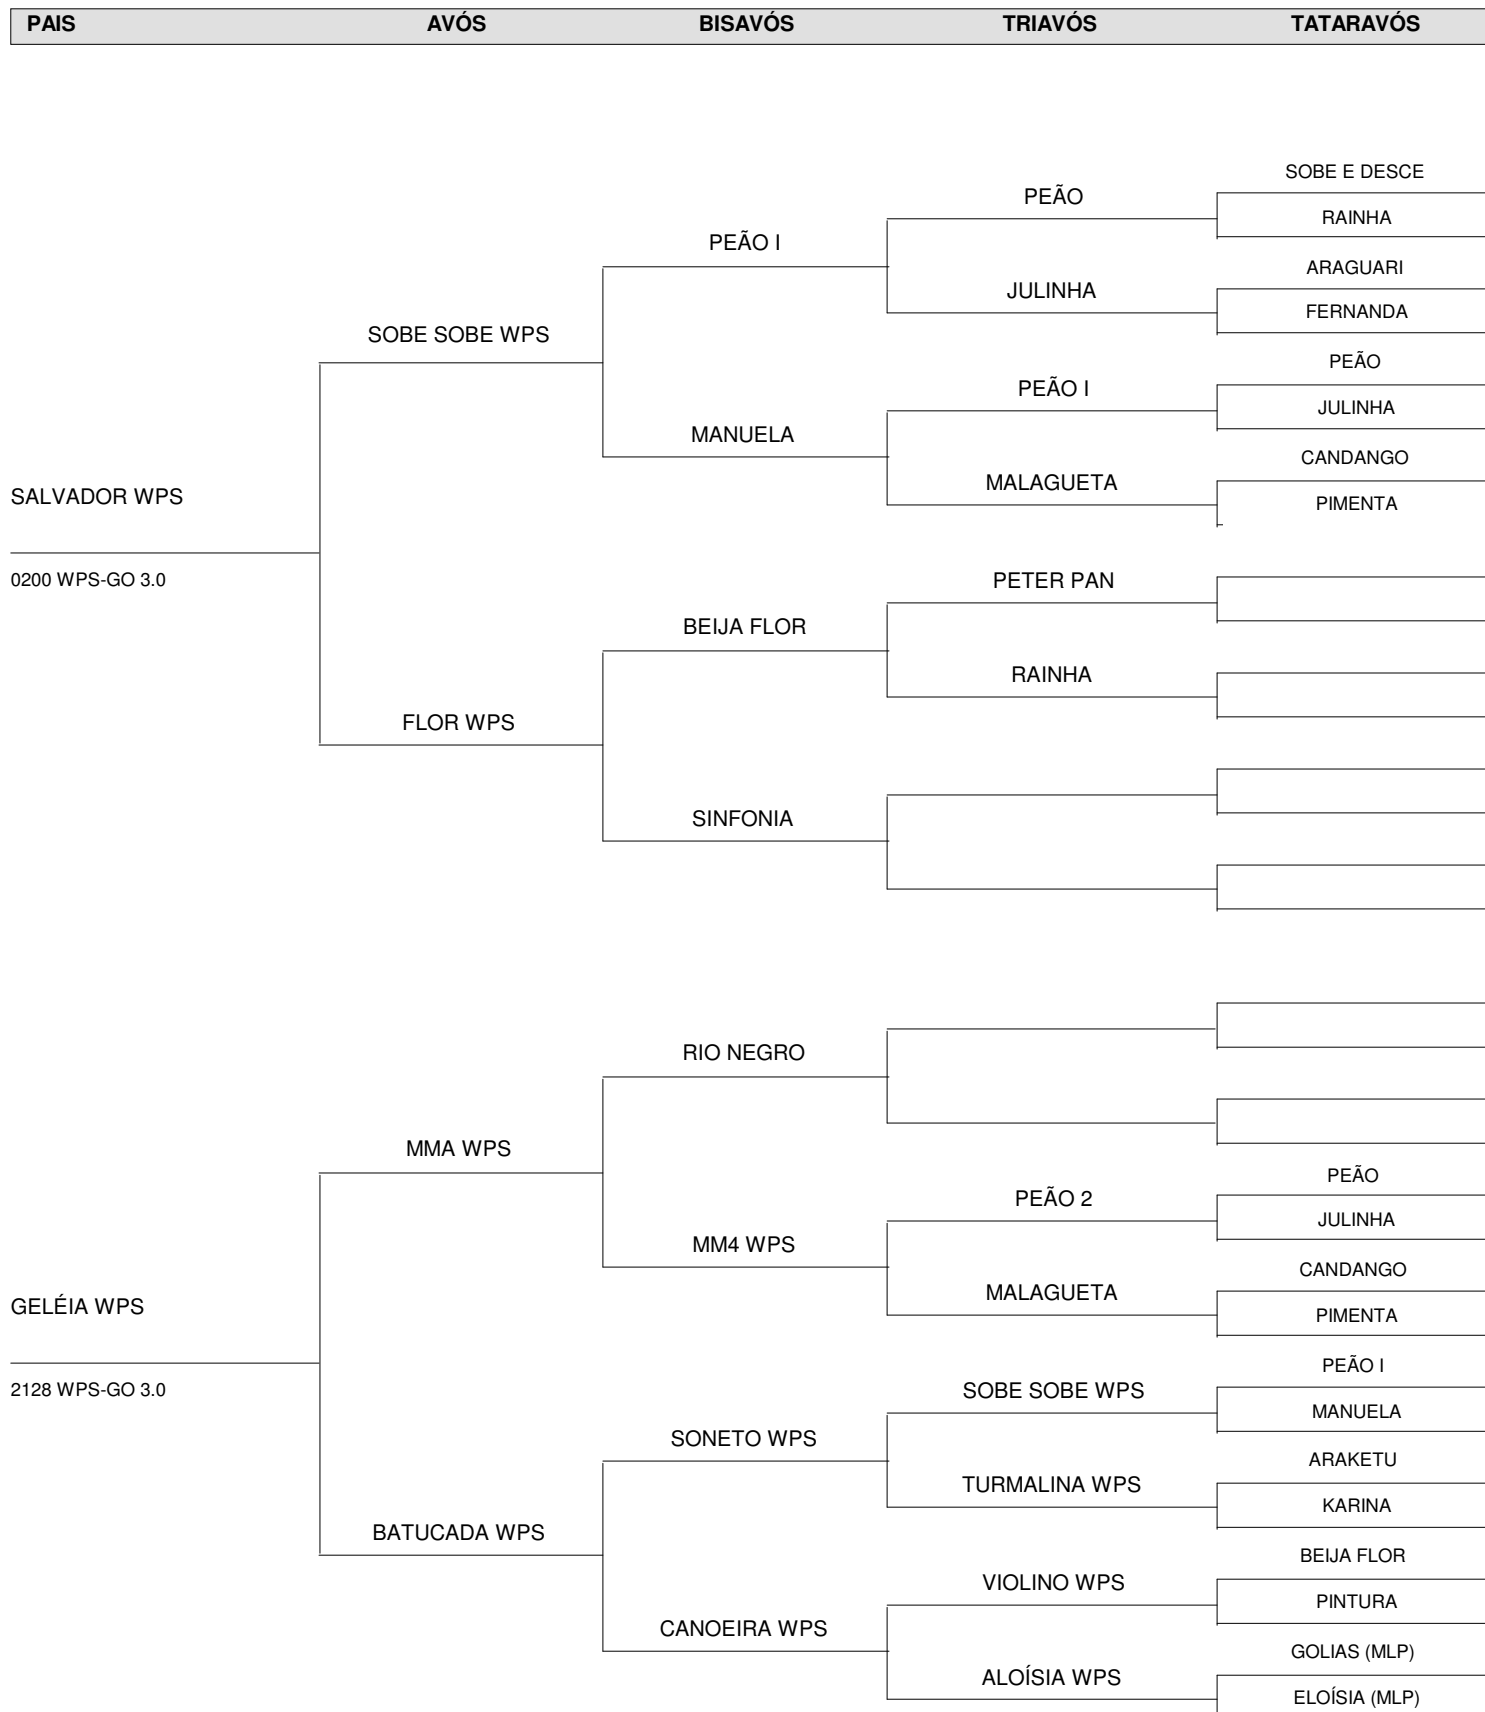 PAIS AVÓS BISAVÓS TRIAVÓS TATARAVÓS
SOBE E DESCE
PEÃO
RAINHA
PEÃO I
ARAGUARI
JULINHA
FERNANDA
SOBE SOBE WPS
PEÃO
PEÃO I
JULINHA
MANUELA
CANDANGO
MALAGUETA
SALVADOR WPS
PIMENTA
0200 WPS-GO 3.0
PETER PAN
BEIJA FLOR
RAINHA
FLOR WPS
SINFONIA
RIO NEGRO
MMA WPS
PEÃO
PEÃO 2
JULINHA
MM4 WPS
CANDANGO
MALAGUETA
GELÉIA WPS
PIMENTA
PEÃO I
2128 WPS-GO 3.0
SOBE SOBE WPS
MANUELA
SONETO WPS
ARAKETU
TURMALINA WPS
KARINA
BATUCADA WPS
BEIJA FLOR
VIOLINO WPS
PINTURA
CANOEIRA WPS
GOLIAS (MLP)
ALOÍSIA WPS
ELOÍSIA (MLP)